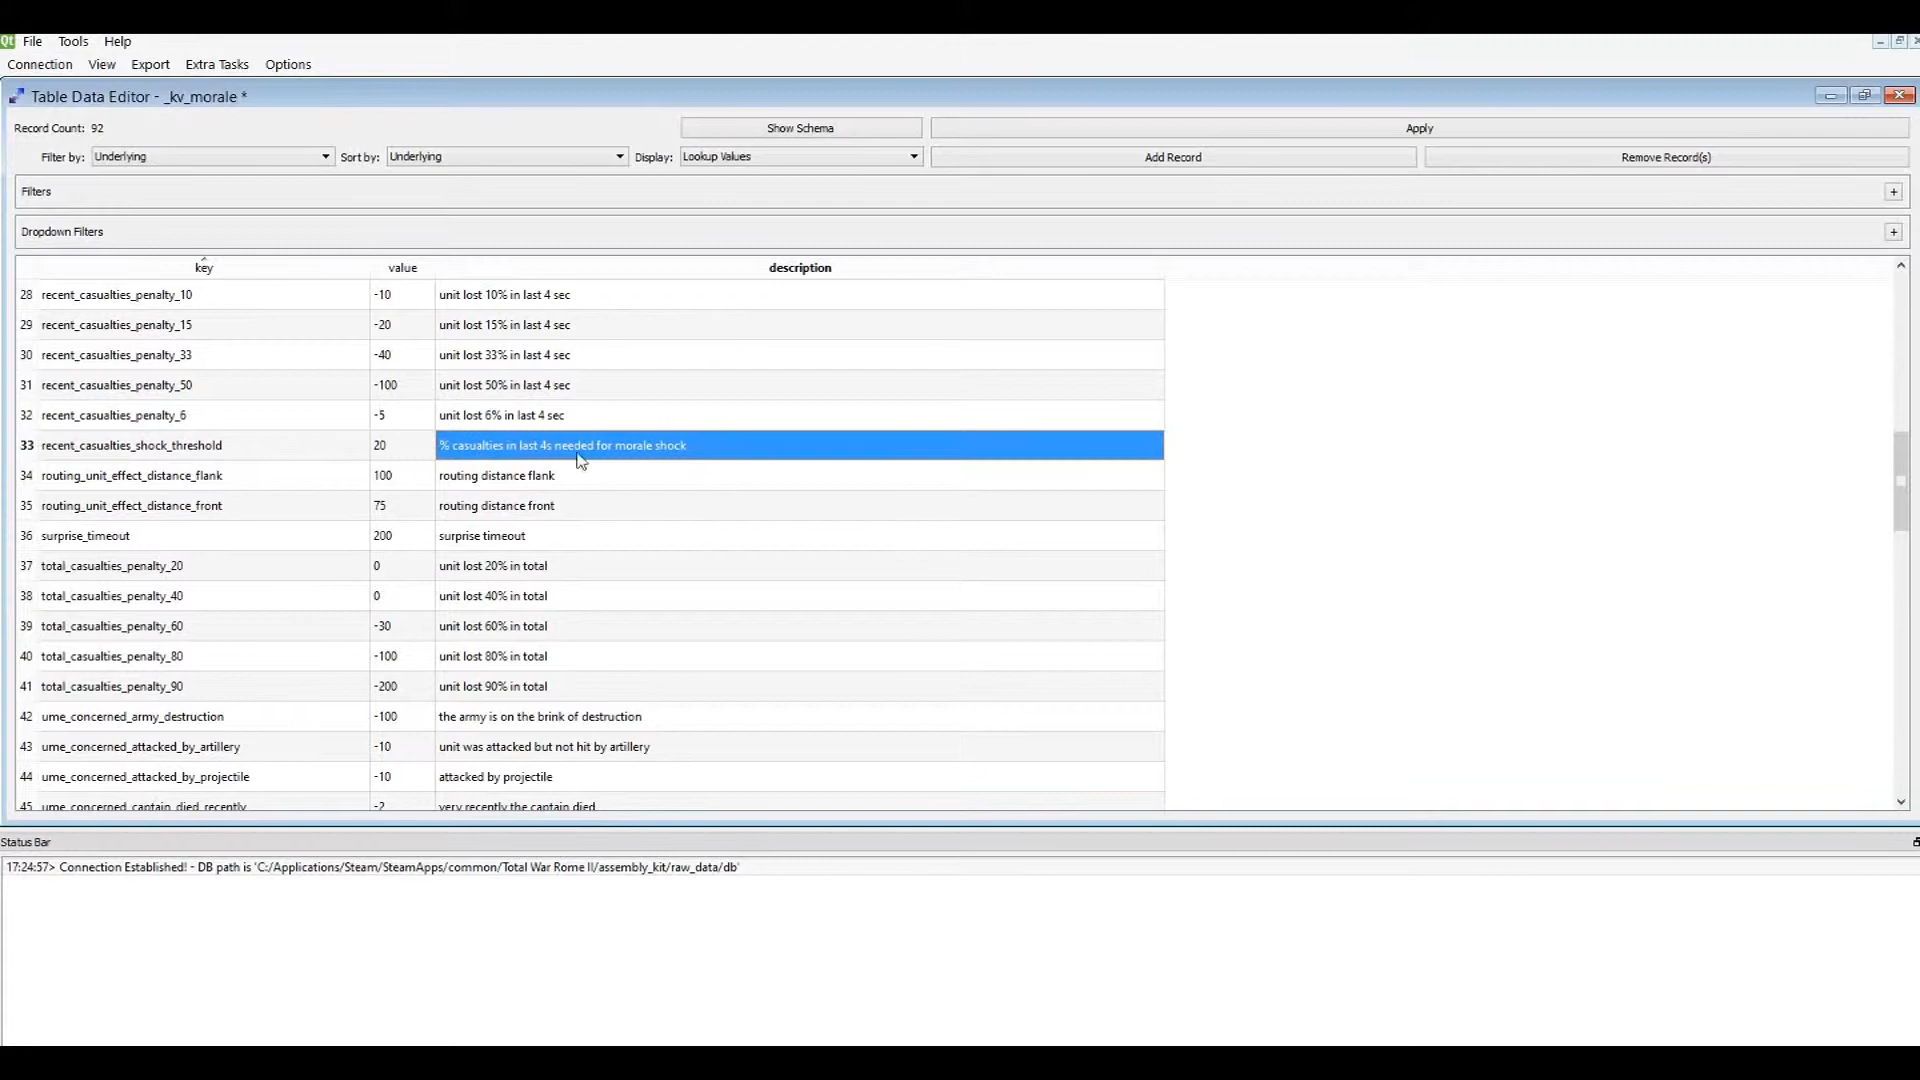 Qt File Tools Help
Connection View Export Extra Tasks Options
Table Data Editor - _kv_morale *
Record Count: 92 Show Schema Apply
Filter by: Underlying Sort by: Underlying Display: Lookup Values Add Record Remove Record(s)
Filters +
Dropdown Filters +
key value description
28 recent_casualties_penalty_10 -10 unit lost 10% in last 4 sec
29 recent_casualties_penalty_15 -20 unit lost 15% in last 4 sec
30 recent_casualties_penalty_33 -40 unit lost 33% in last 4 sec
31 recent_casualties_penalty_50 -100 unit lost 50% in last 4 sec
32 recent_casualties_penalty_6 -5 unit lost 6% in last 4 sec
33 recent_casualties_shock_threshold 20 % casualties in last 4s needed for morale shock
34 routing_unit_effect_distance_flank 100 routing distance flank
35 routing_unit_effect_distance_front 75 routing distance front
36 surprise_timeout 200 surprise timeout
37 total_casualties_penalty_20 0 unit lost 20% in total
38 total_casualties_penalty_40 0 unit lost 40% in total
39 total_casualties_penalty_60 -30 unit lost 60% in total
40 total_casualties_penalty_80 -100 unit lost 80% in total
41 total_casualties_penalty_90 -200 unit lost 90% in total
42 ume_concerned_army_destruction -100 the army is on the brink of destruction
43 ume_concerned_attacked_by_artillery -10 unit was attacked but not hit by artillery
44 ume_concerned_attacked_by_projectile -10 attacked by projectile
45 ume_concerned_captain_died_recently -2 very recently the captain died
Status Bar
17:24:57> Connection Established! - DB path is 'C:/Applications/Steam/SteamApps/common/Total War Rome II/assembly_kit/raw_data/db'